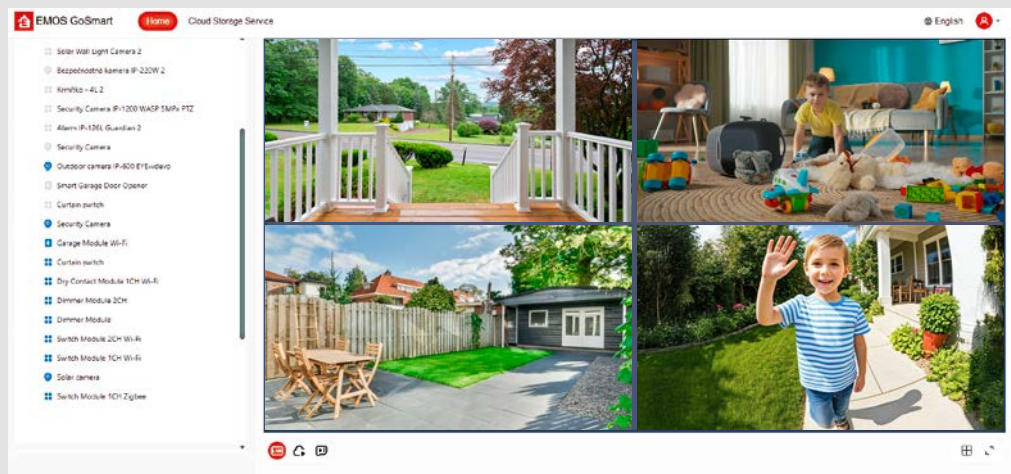 EMOS GoSmart
Home
Cloud Storage Service
English
Solar Wall Light Camera 2
Bezpečnostná kamera IP-220W 2
Krmítko - 4L 2
Security Camera IP-1200 WASP 5MPx PTZ
Alarm IP-126L Guardian 2
Security Camera
Outdoor camera IP-600 EYE
Smart Garage Door Opener
Curtain switch
Security Camera
Garage Module Wi-Fi
Curtain switch
Dry Contact Module 1CH Wi-Fi
Dimmer Module 2CH
Dimmer Module
Switch Module 2CH Wi-Fi
Switch Module 1CH Wi-Fi
Solar camera
Switch Module 1CH Zigbee